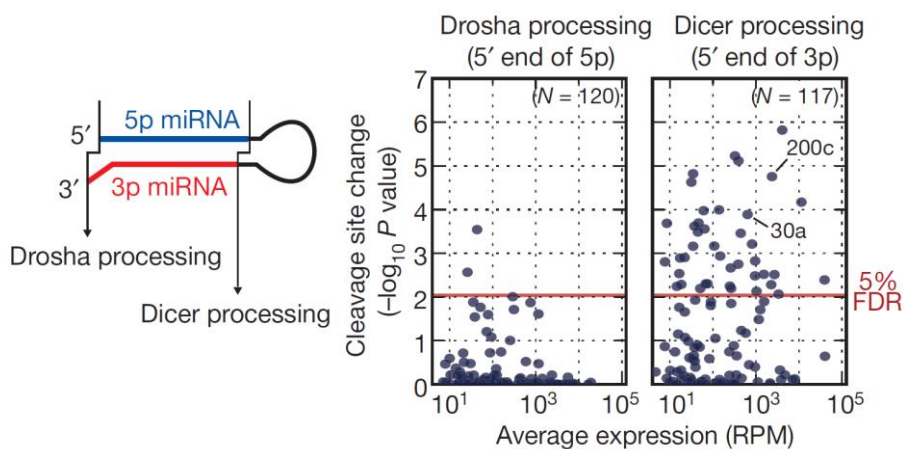 5′ 5p miRNA
3′ 3p miRNA
Drosha processing
Dicer processing
Drosha processing
(5′ end of 5p)
Dicer processing
(5′ end of 3p)
Cleavage site change
(–log10 P value)
7
6
5
4
3
2
1
0
(N = 120)
(N = 117)
200c
30a
5%
FDR
10¹ 10³ 10⁵
10¹ 10³ 10⁵
Average expression (RPM)